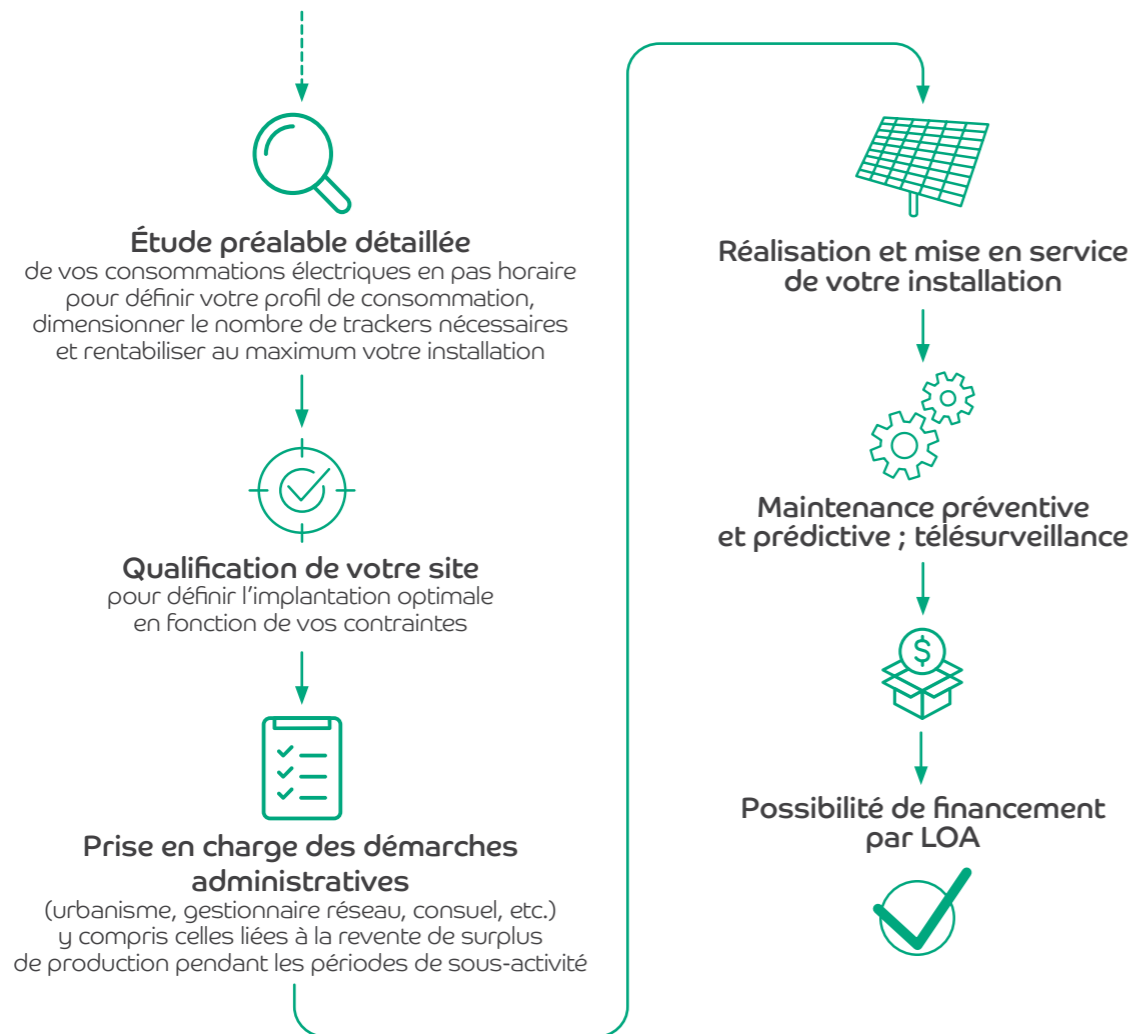 Étude préalable détaillée
de vos consommations électriques en pas horaire
pour définir votre profil de consommation,
dimensionner le nombre de trackers nécessaires
et rentabiliser au maximum votre installation
Qualification de votre site
pour définir l'implantation optimale
en fonction de vos contraintes
Prise en charge des démarches
administratives
(urbanisme, gestionnaire réseau, consuel, etc.)
y compris celles liées à la revente de surplus
de production pendant les périodes de sous-activité
Réalisation et mise en service
de votre installation
Maintenance préventive
et prédictive ; télésurveillance
$
Possibilité de financement
par LOA